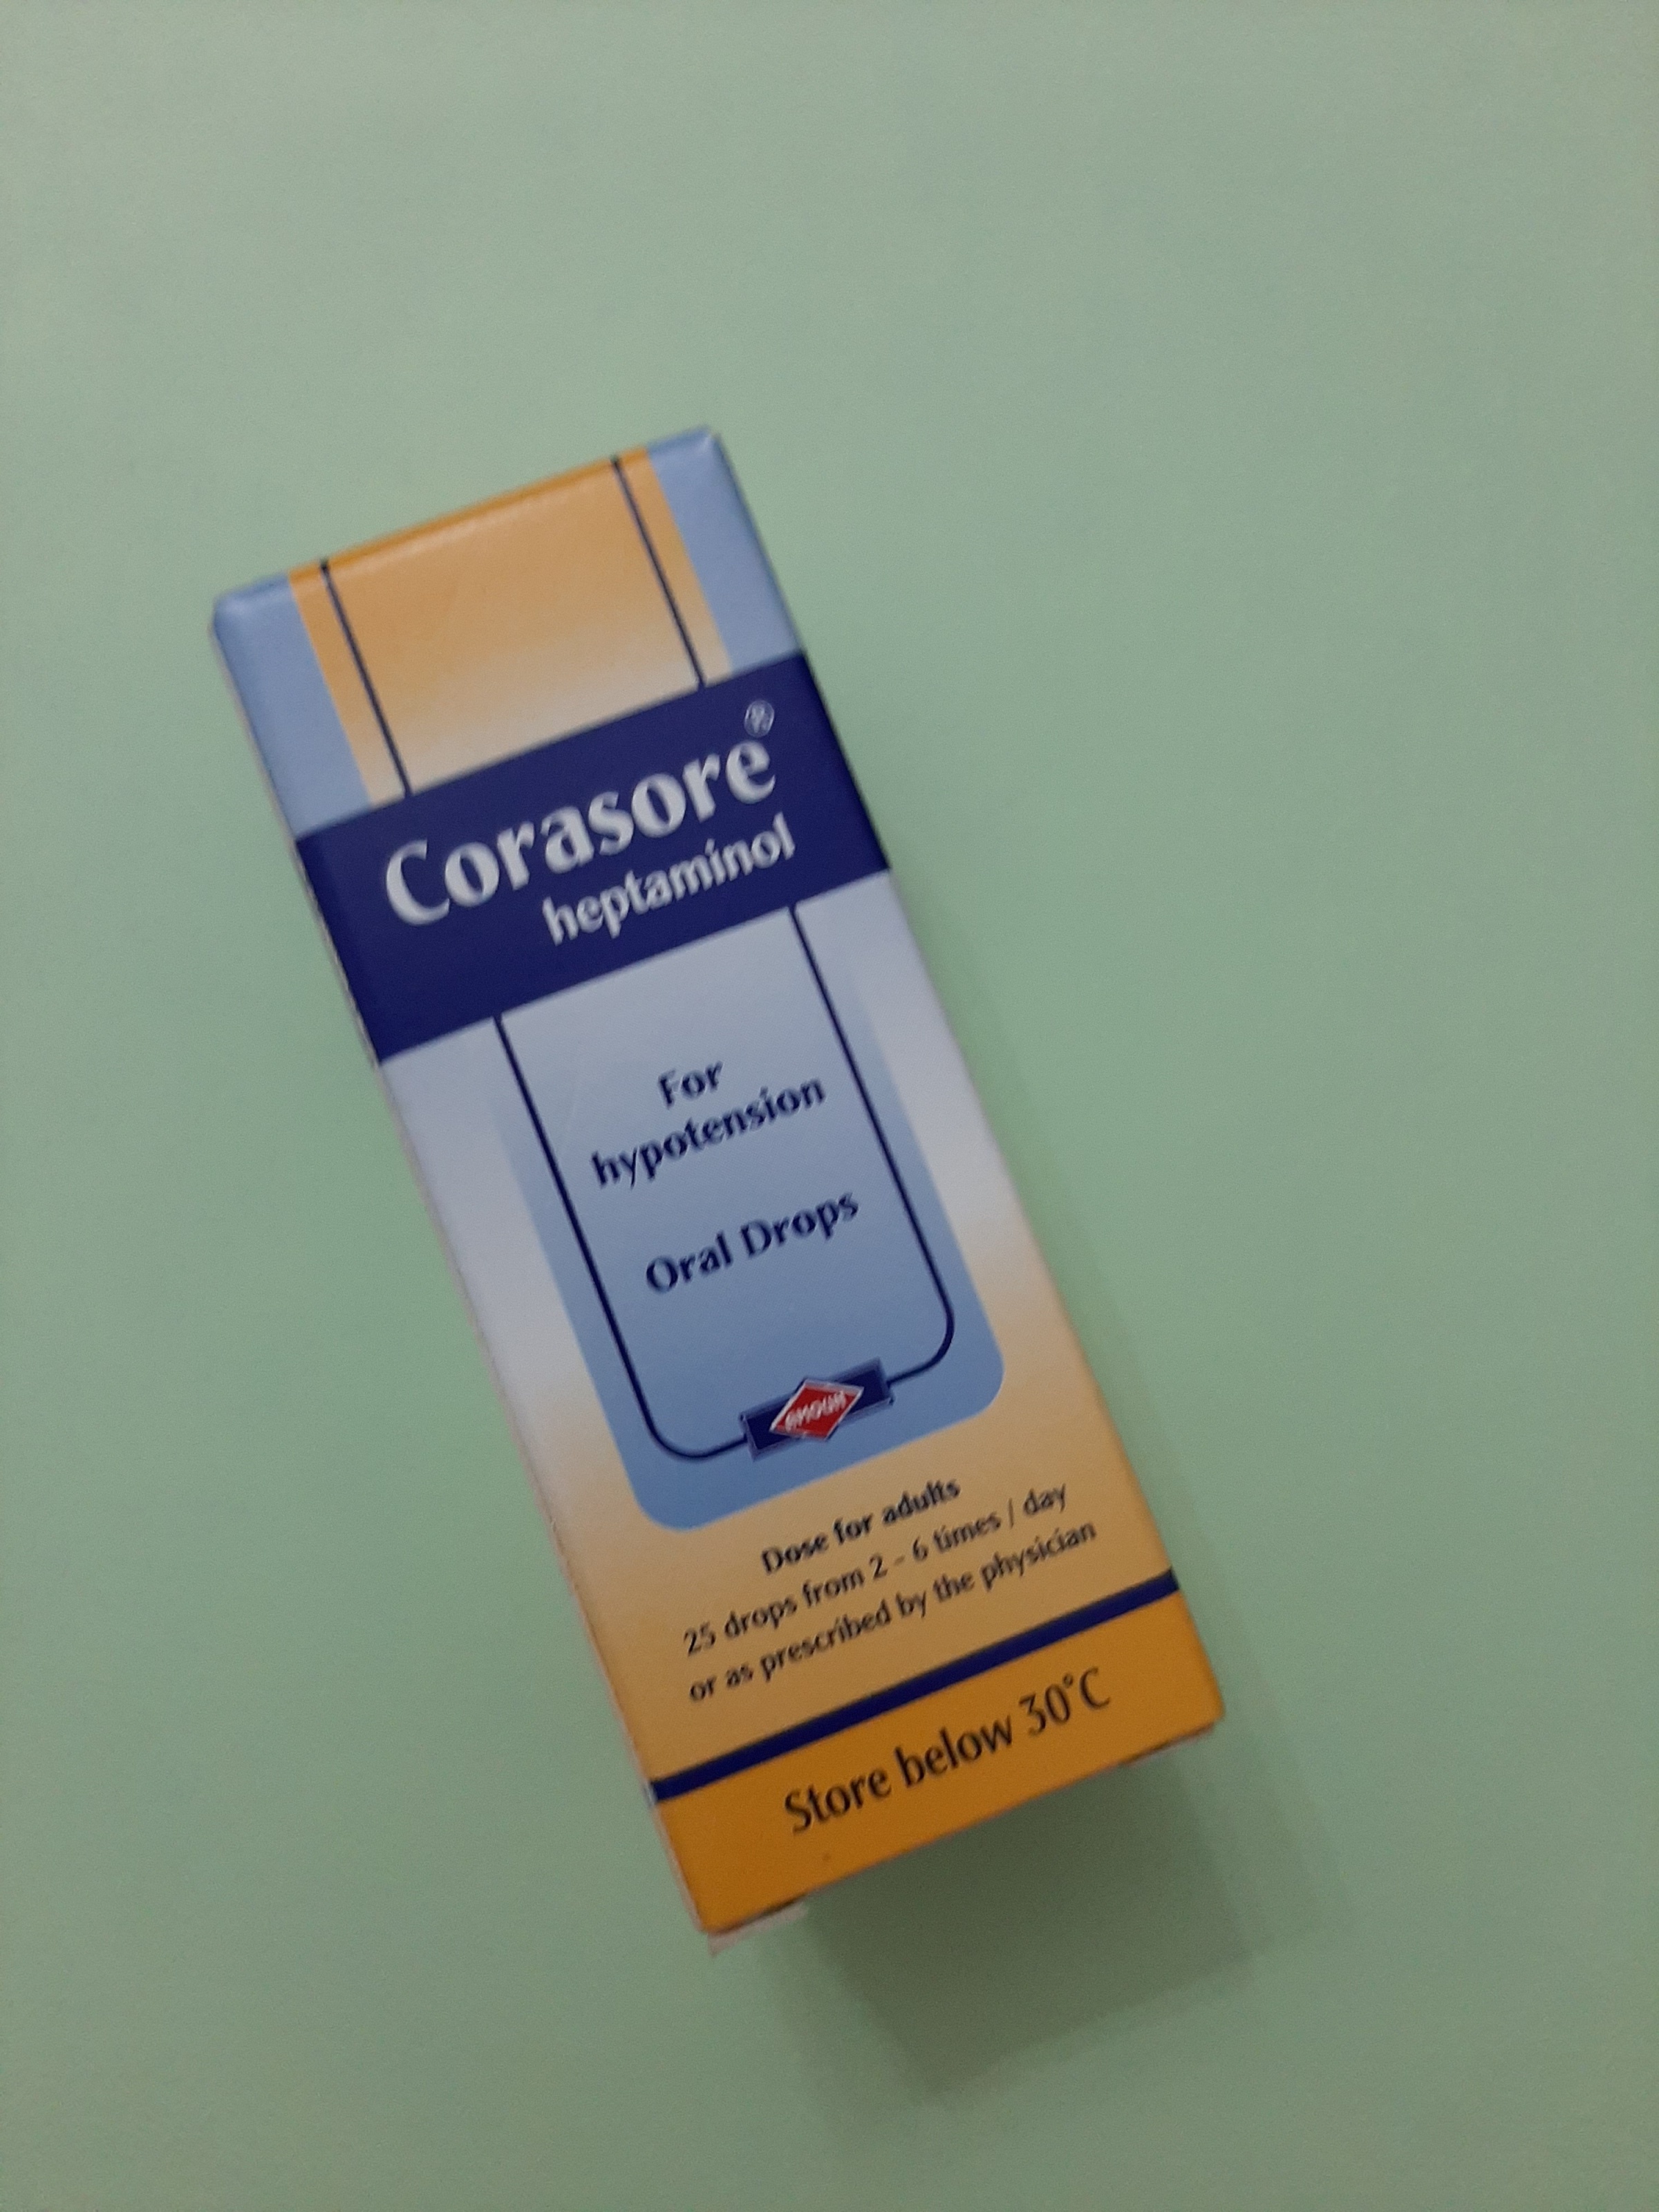 Corasore®
heptaminol
For
hypotension
Oral Drops
amoun
Dose for adults
25 drops from 2 - 6 times / day
or as prescribed by the physician
Store below 30°C